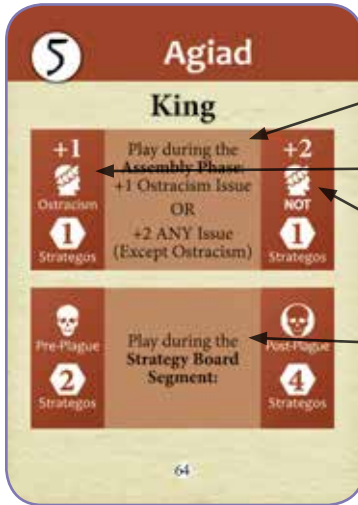 5
Agiad
King
+1
Ostracism
1
Strategos
Play during the
Assembly Phase:
+1 Ostracism Issue
OR
+2 ANY Issue
(Except Ostracism)
+2
NOT
1
Strategos
Pre-Plague
2
Strategos
Play during the
Strategy Board
Segment:
Post-Plague
4
Strategos
64